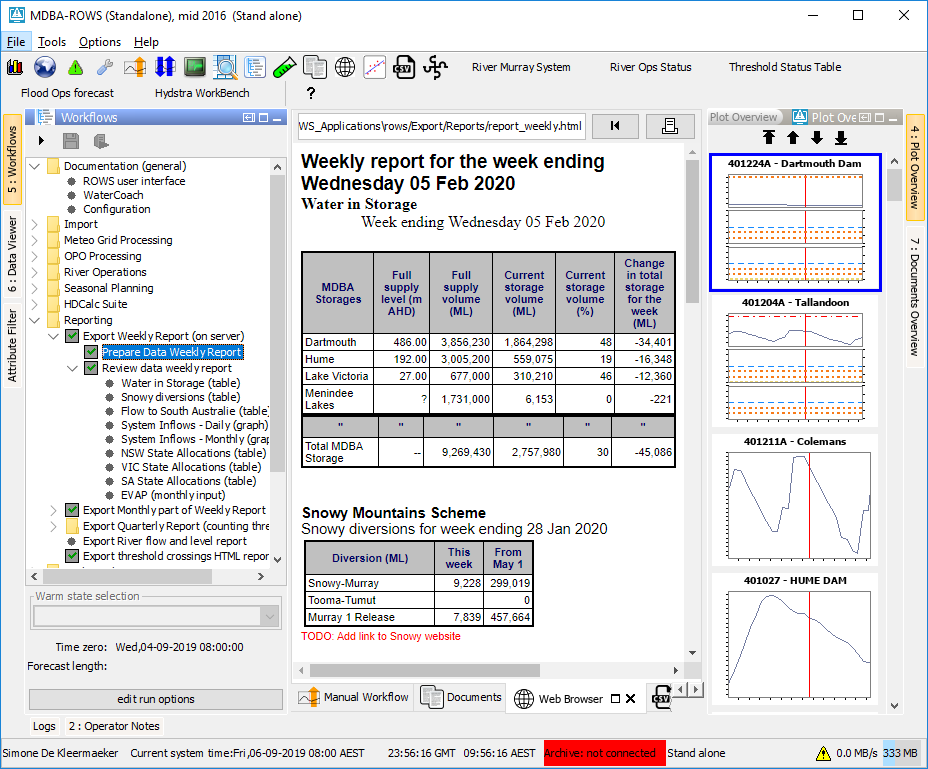 MDBA-ROWS (Standalone), mid 2016 (Stand alone)
File Tools Options Help
River Murray System River Ops Status Threshold Status Table
Flood Ops forecast Hydstra WorkBench ?
5 : Workflows
6 : Data Viewer
Attribute Filter
Workflows
Documentation (general)
ROWS user interface
WaterCoach
Configuration
Import
Meteo Grid Processing
OPO Processing
River Operations
Seasonal Planning
HDCalc Suite
Reporting
Export Weekly Report (on server)
Prepare Data Weekly Report
Review data weekly report
Water in Storage (table)
Snowy diversions (table)
Flow to South Australie (table)
System Inflows - Daily (graph)
System Inflows - Monthly (grap
NSW State Allocations (table)
VIC State Allocations (table)
SA State Allocations (table)
EVAP (monthly input)
Export Monthly part of Weekly Report
Export Quarterly Report (counting thre
Export River flow and level report
Export threshold crossings HTML repor
Warm state selection
Time zero: Wed,04-09-2019 08:00:00
Forecast length:
edit run options
WS_Applications\rows/Export/Reports/report_weekly.html
Weekly report for the week ending
Wednesday 05 Feb 2020
Water in Storage
Week ending Wednesday 05 Feb 2020
MDBA Storages Full supply level (m AHD) Full supply volume (ML) Current storage volume (ML) Current storage volume (%) Change in total storage for the week (ML)
Dartmouth 486.00 3,856,230 1,864,298 48 -34,401
Hume 192.00 3,005,200 559,075 19 -16,348
Lake Victoria 27.00 677,000 310,210 46 -12,360
Menindee Lakes ? 1,731,000 6,153 0 -221
" " " " " "
Total MDBA Storage -- 9,269,430 2,757,980 30 -45,086
Snowy Mountains Scheme
Snowy diversions for week ending 28 Jan 2020
Diversion (ML) This week From May 1
Snowy-Murray 9,228 299,019
Tooma-Tumut 0
Murray 1 Release 7,839 457,664
TODO: Add link to Snowy website
Manual Workflow Documents Web Browser CSV
Plot Overview Plot Ove
401224A - Dartmouth Dam
401204A - Tallandoon
401211A - Colemans
401027 - HUME DAM
4 : Plot Overview
7 : Documents Overview
Logs 2 : Operator Notes
Simone De Kleermaeker Current system time:Fri,06-09-2019 08:00 AEST 23:56:16 GMT 09:56:16 AEST Archive: not connected Stand alone 0.0 MB/s 333 MB